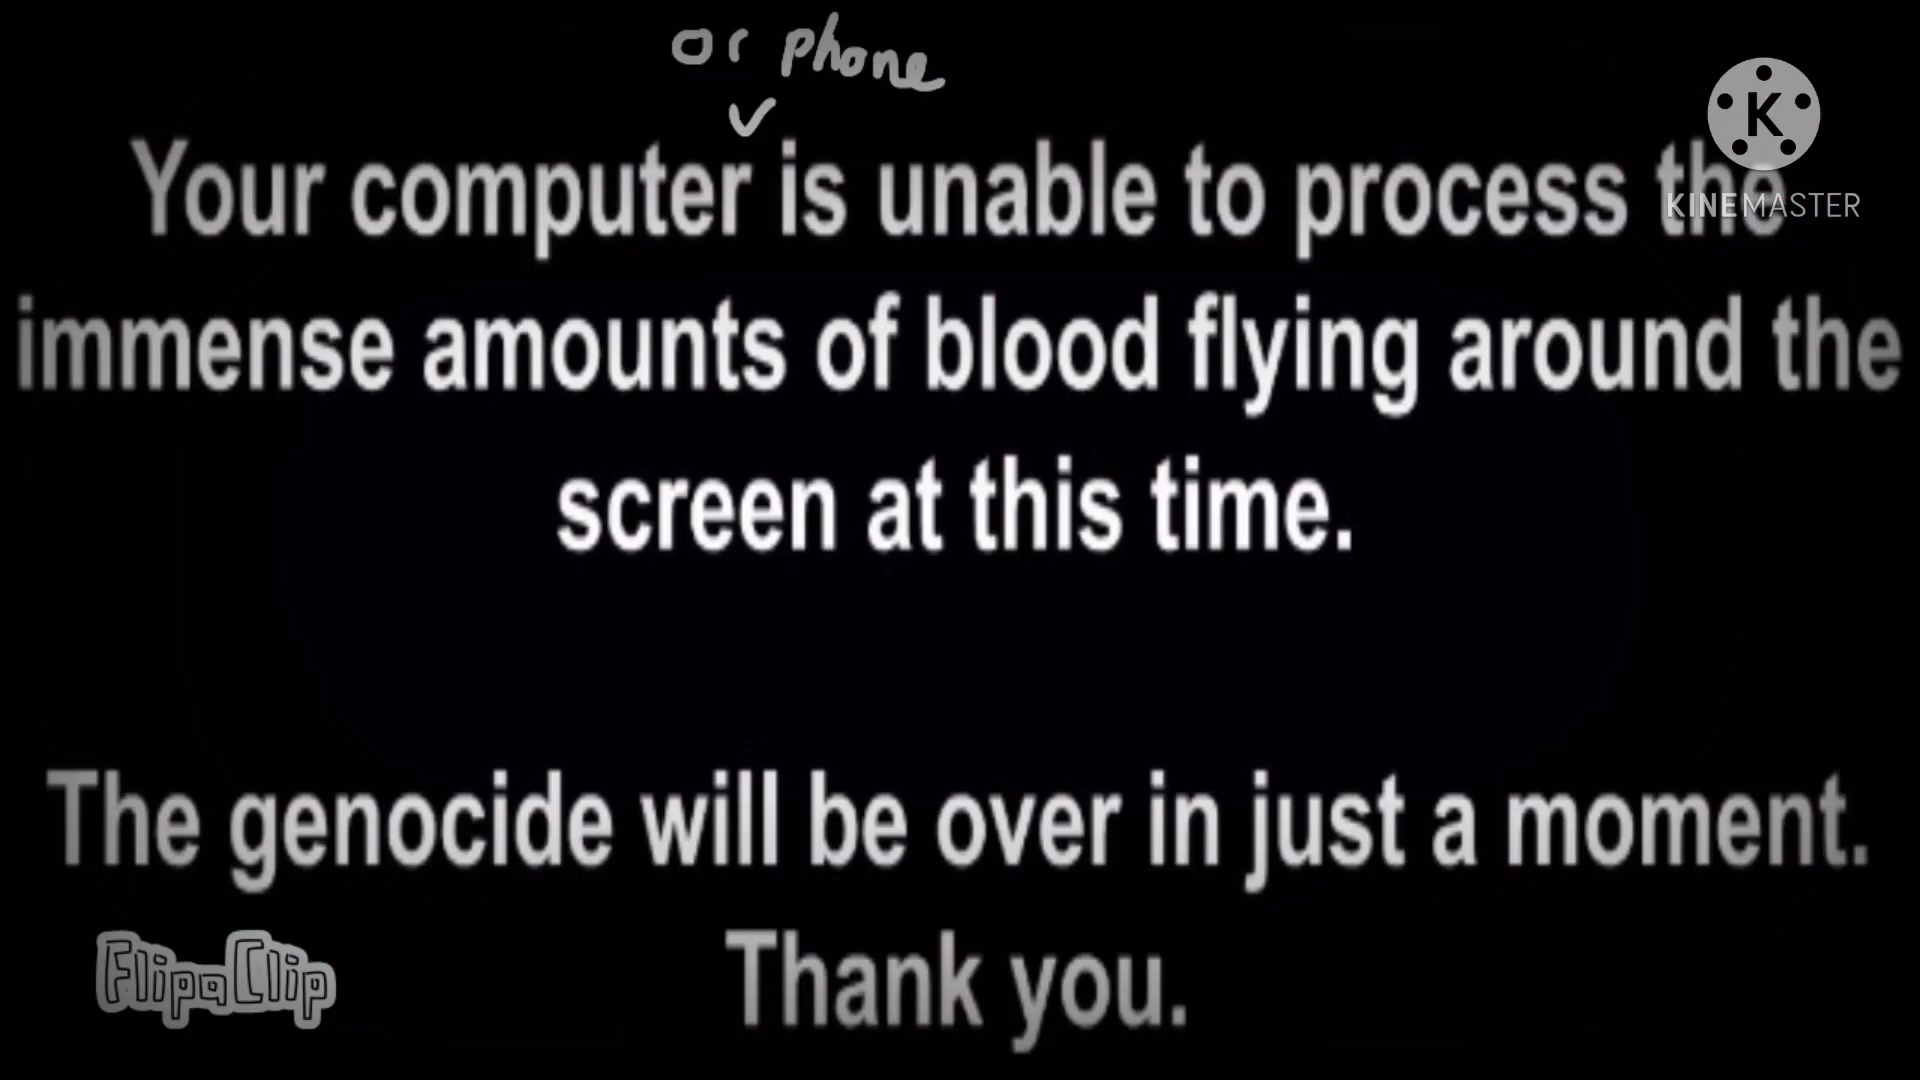 or phone
✓
Your computer is unable to process the
KINEMASTER
immense amounts of blood flying around the
screen at this time.
The genocide will be over in just a moment.
FlipaClip
Thank you.